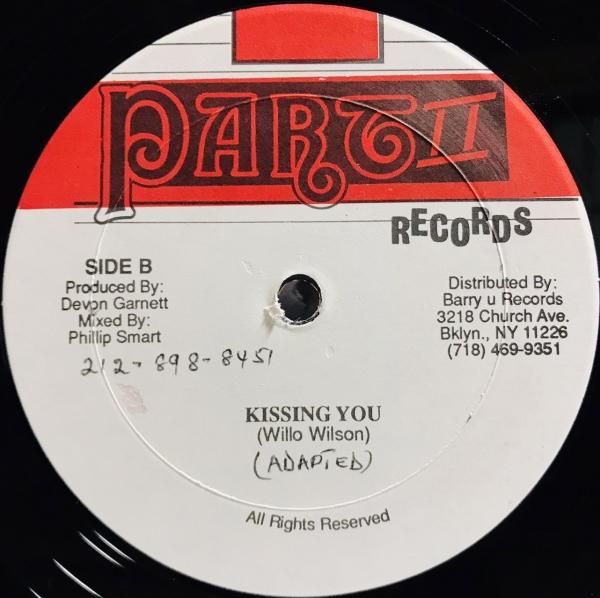 PART II
RECORDS
SIDE B
Produced By:
Devon Garnett
Mixed By:
Phillip Smart
212-898-8451
Distributed By:
Barry u Records
3218 Church Ave.
Bklyn., NY 11226
(718) 469-9351
KISSING YOU
(Willo Wilson)
(ADAPTED)
All Rights Reserved